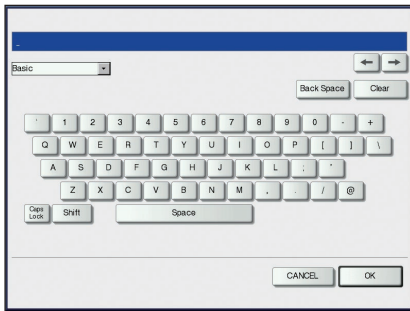 _
Basic
← →
Back Space Clear
` 1 2 3 4 5 6 7 8 9 0 - +
Q W E R T Y U I O P [ ] \
A S D F G H J K L ; '
Z X C V B N M , . / @
Caps Lock Shift Space
CANCEL OK